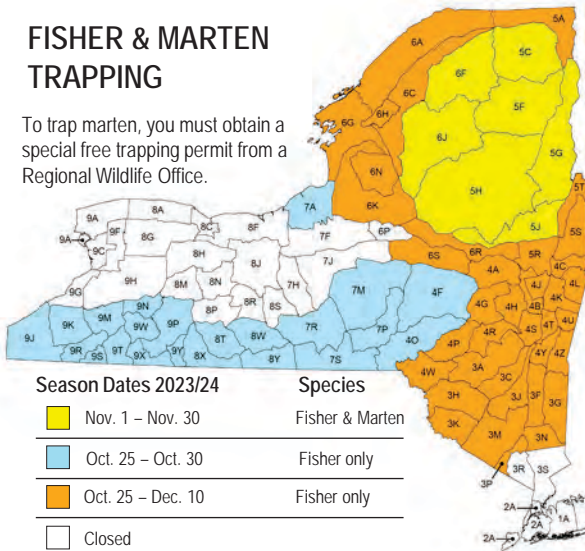 FISHER & MARTEN
TRAPPING
To trap marten, you must obtain a
special free trapping permit from a
Regional Wildlife Office.
5A
6A
5C
6F
6C
5F
6H
6G
6J
5G
6N
5H
5T
7A
6K
5J
5S
9A
8A
9F
8C
8F
7F
6P
9A
9C
8G
8H
8J
7J
6S
6R
5R
4A
4C
4L
9G
9H
8M
8N
7H
8P
8R
8S
7M
4F
4G
4H
4J
4B
4K
9N
9M
9K
9W
9P
9J
9R
9S
9T
9X
9Y
8X
8T
8W
8Y
7R
7S
7P
4O
4P
4R
4S
4T
4U
4W
3A
3C
4Y
4Z
3H
3J
3F
3G
3K
3M
3N
3P
3R
3S
2A
2A
2A
1A
Season Dates 2023/24 Species
Nov. 1 – Nov. 30 Fisher & Marten
Oct. 25 – Oct. 30 Fisher only
Oct. 25 – Dec. 10 Fisher only
Closed